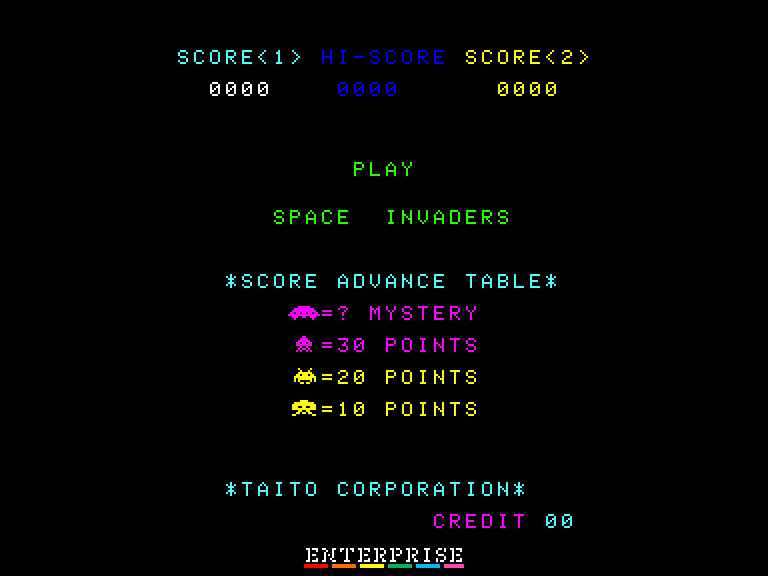 SCORE<1> HI-SCORE SCORE<2>
0000 0000 0000
PLAY
SPACE INVADERS
*SCORE ADVANCE TABLE*
=? MYSTERY
=30 POINTS
=20 POINTS
=10 POINTS
*TAITO CORPORATION*
CREDIT 00
ENTERPRISE